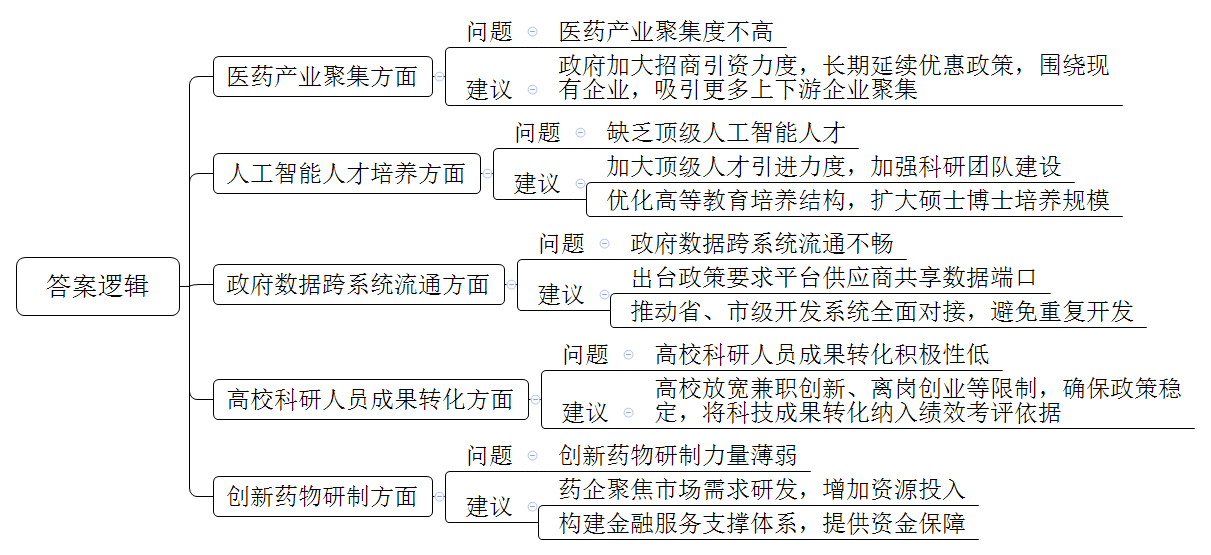 答案逻辑
医药产业聚集方面
问题
医药产业聚集度不高
建议
政府加大招商引资力度，长期延续优惠政策，围绕现
有企业，吸引更多上下游企业聚集
人工智能人才培养方面
问题
缺乏顶级人工智能人才
建议
加大顶级人才引进力度，加强科研团队建设
优化高等教育培养结构，扩大硕士博士培养规模
政府数据跨系统流通方面
问题
政府数据跨系统流通不畅
建议
出台政策要求平台供应商共享数据端口
推动省、市级开发系统全面对接，避免重复开发
高校科研人员成果转化方面
问题
高校科研人员成果转化积极性低
建议
高校放宽兼职创新、离岗创业等限制，确保政策稳
定，将科技成果转化纳入绩效考评依据
创新药物研制方面
问题
创新药物研制力量薄弱
建议
药企聚焦市场需求研发，增加资源投入
构建金融服务支撑体系，提供资金保障